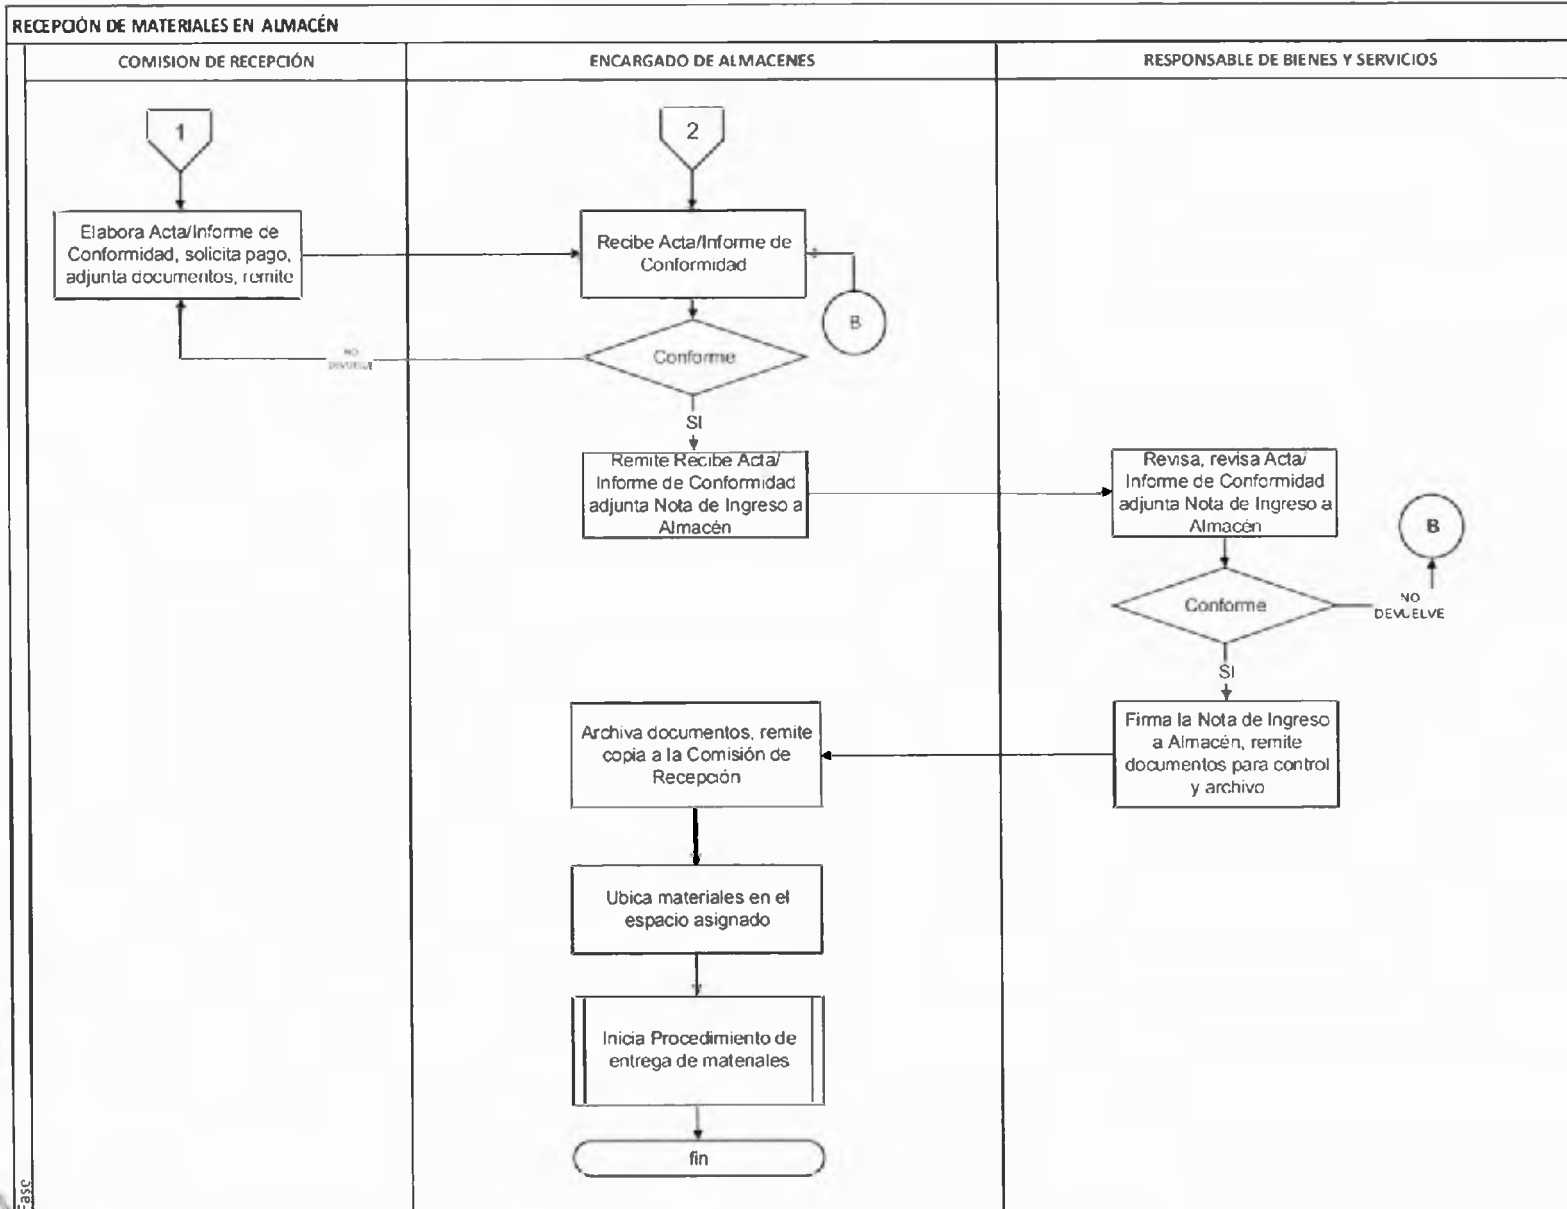 RECEPCIÓN DE MATERIALES EN ALMACÉN
COMISION DE RECEPCIÓN
ENCARGADO DE ALMACENES
RESPONSABLE DE BIENES Y SERVICIOS
1
2
Elabora Acta/Informe de
Conformidad, solicita pago,
adjunta documentos, remite
Recibe Acta/Informe de
Conformidad
B
NO
DEVUELVE
Conforme
SI
Remite Recibe Acta/
Informe de Conformidad
adjunta Nota de Ingreso a
Almacén
Revisa, revisa Acta/
Informe de Conformidad
adjunta Nota de Ingreso a
Almacén
B
Conforme
NO
DEVUELVE
SI
Archiva documentos, remite
copia a la Comisión de
Recepción
Firma la Nota de Ingreso
a Almacén, remite
documentos para control
y archivo
Ubica materiales en el
espacio asignado
Inicia Procedimiento de
entrega de materiales
fin
Fase